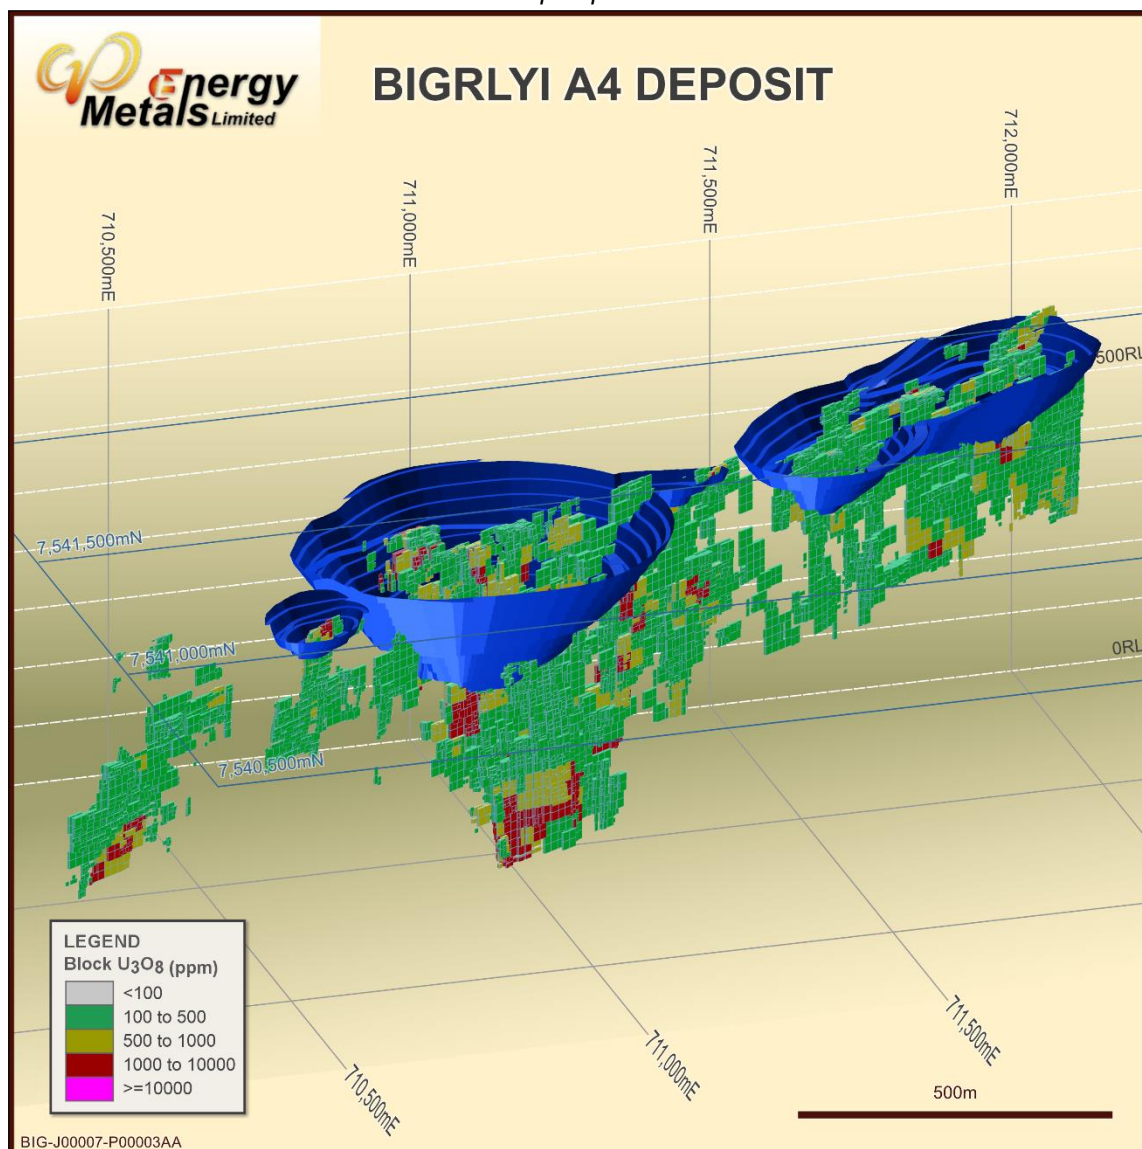 Energy
Metals Limited
BIGRLYI A4 DEPOSIT
712,000mE
711,500mE
711,000mE
710,500mE
500RL
7,541,500mN
7,541,000mN
0RL
7,540,500mN
LEGEND
Block U₃O₈ (ppm)
<100
100 to 500
500 to 1000
1000 to 10000
>=10000
710,500mE
711,000mE
711,500mE
500m
BIG-J00007-P00003AA